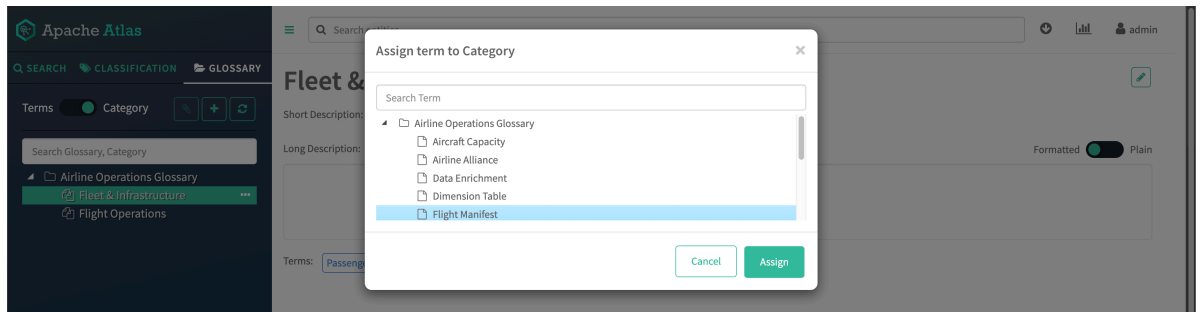 Apache Atlas
Search
admin
SEARCH
CLASSIFICATION
GLOSSARY
Terms
Category
Search Glossary, Category
Airline Operations Glossary
Fleet & Infrastructure
Flight Operations
Fleet &
Short Description:
Long Description:
Formatted
Plain
Terms:
Assign term to Category
×
Search Term
Airline Operations Glossary
Aircraft Capacity
Airline Alliance
Data Enrichment
Dimension Table
Flight Manifest
Cancel
Assign